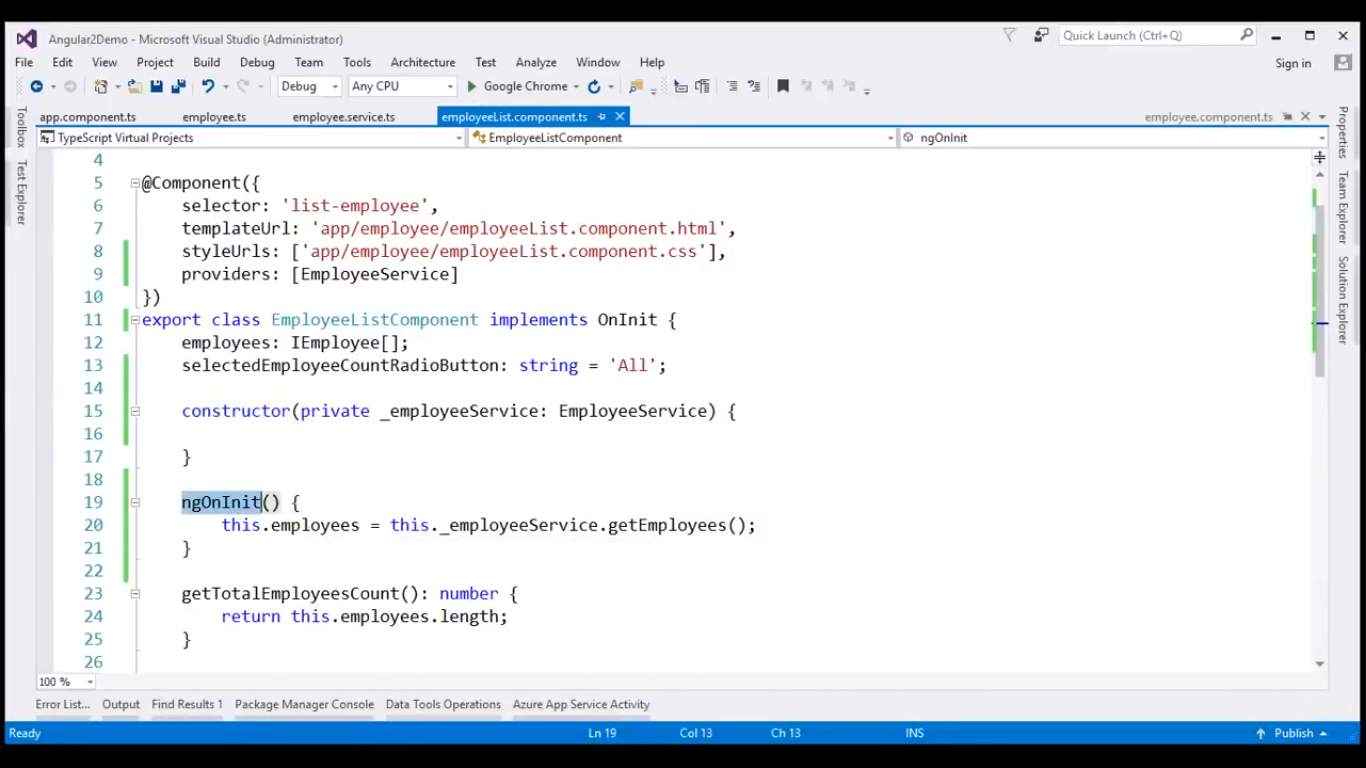 Angular2Demo - Microsoft Visual Studio (Administrator)
Quick Launch (Ctrl+Q)
File Edit View Project Build Debug Team Tools Architecture Test Analyze Window Help
Sign in
Debug Any CPU Google Chrome
app.component.ts employee.ts employee.service.ts employeeList.component.ts employee.component.ts
TypeScript Virtual Projects EmployeeListComponent ngOnInit
Toolbox
Test Explorer
Properties
Team Explorer
Solution Explorer
4
5 @Component({
6 selector: 'list-employee',
7 templateUrl: 'app/employee/employeeList.component.html',
8 styleUrls: ['app/employee/employeeList.component.css'],
9 providers: [EmployeeService]
10 })
11 export class EmployeeListComponent implements OnInit {
12 employees: IEmployee[];
13 selectedEmployeeCountRadioButton: string = 'All';
14
15 constructor(private _employeeService: EmployeeService) {
16
17 }
18
19 ngOnInit() {
20 this.employees = this._employeeService.getEmployees();
21 }
22
23 getTotalEmployeesCount(): number {
24 return this.employees.length;
25 }
26
100 %
Error List... Output Find Results 1 Package Manager Console Data Tools Operations Azure App Service Activity
Ready Ln 19 Col 13 Ch 13 INS Publish